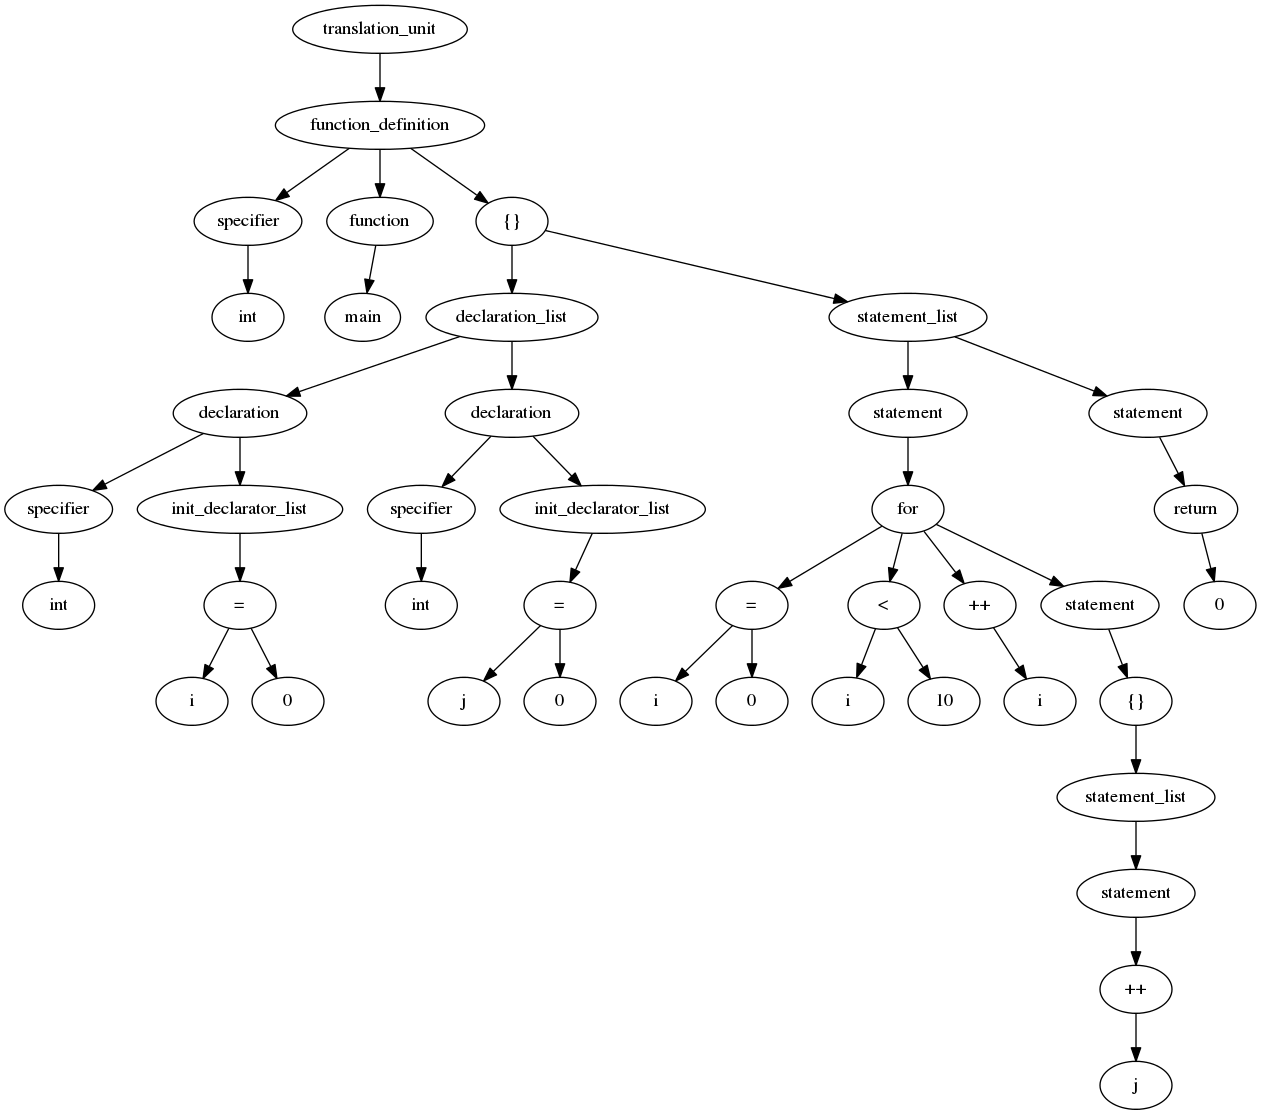 translation_unit
function_definition
specifier function {}
int main declaration_list statement_list
declaration declaration statement statement
specifier init_declarator_list specifier init_declarator_list for return
int = int = = < ++ statement 0
i 0 j 0 i 0 i 10 i {}
statement_list
statement
++
j